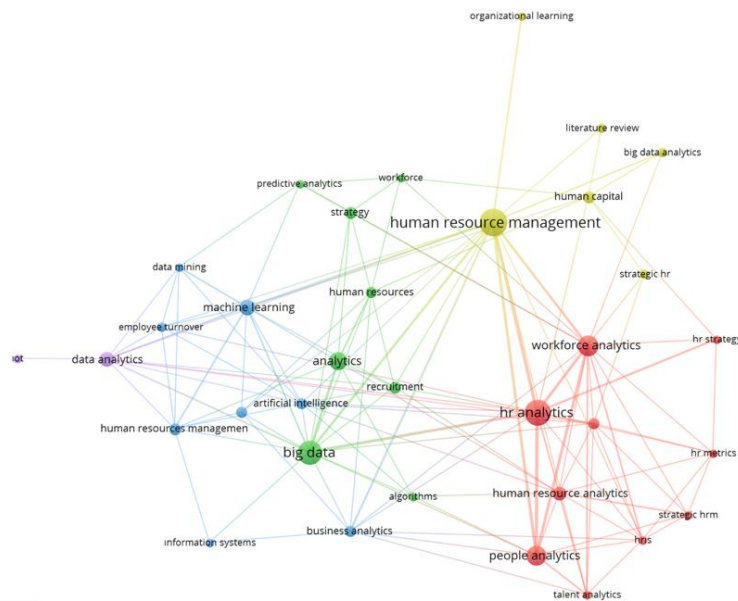 organizational learning
literature review
big data analytics
predictive analytics
workforce
human capital
strategy
human resource management
data mining
strategic hr
human resources
machine learning
employee turnover
workforce analytics
hr strategy
data analytics
analytics
recruitment
artificial intelligence
hr analytics
human resources managemen
big data
hr metrics
algorithms
human resource analytics
strategic hrm
business analytics
information systems
hris
people analytics
talent analytics